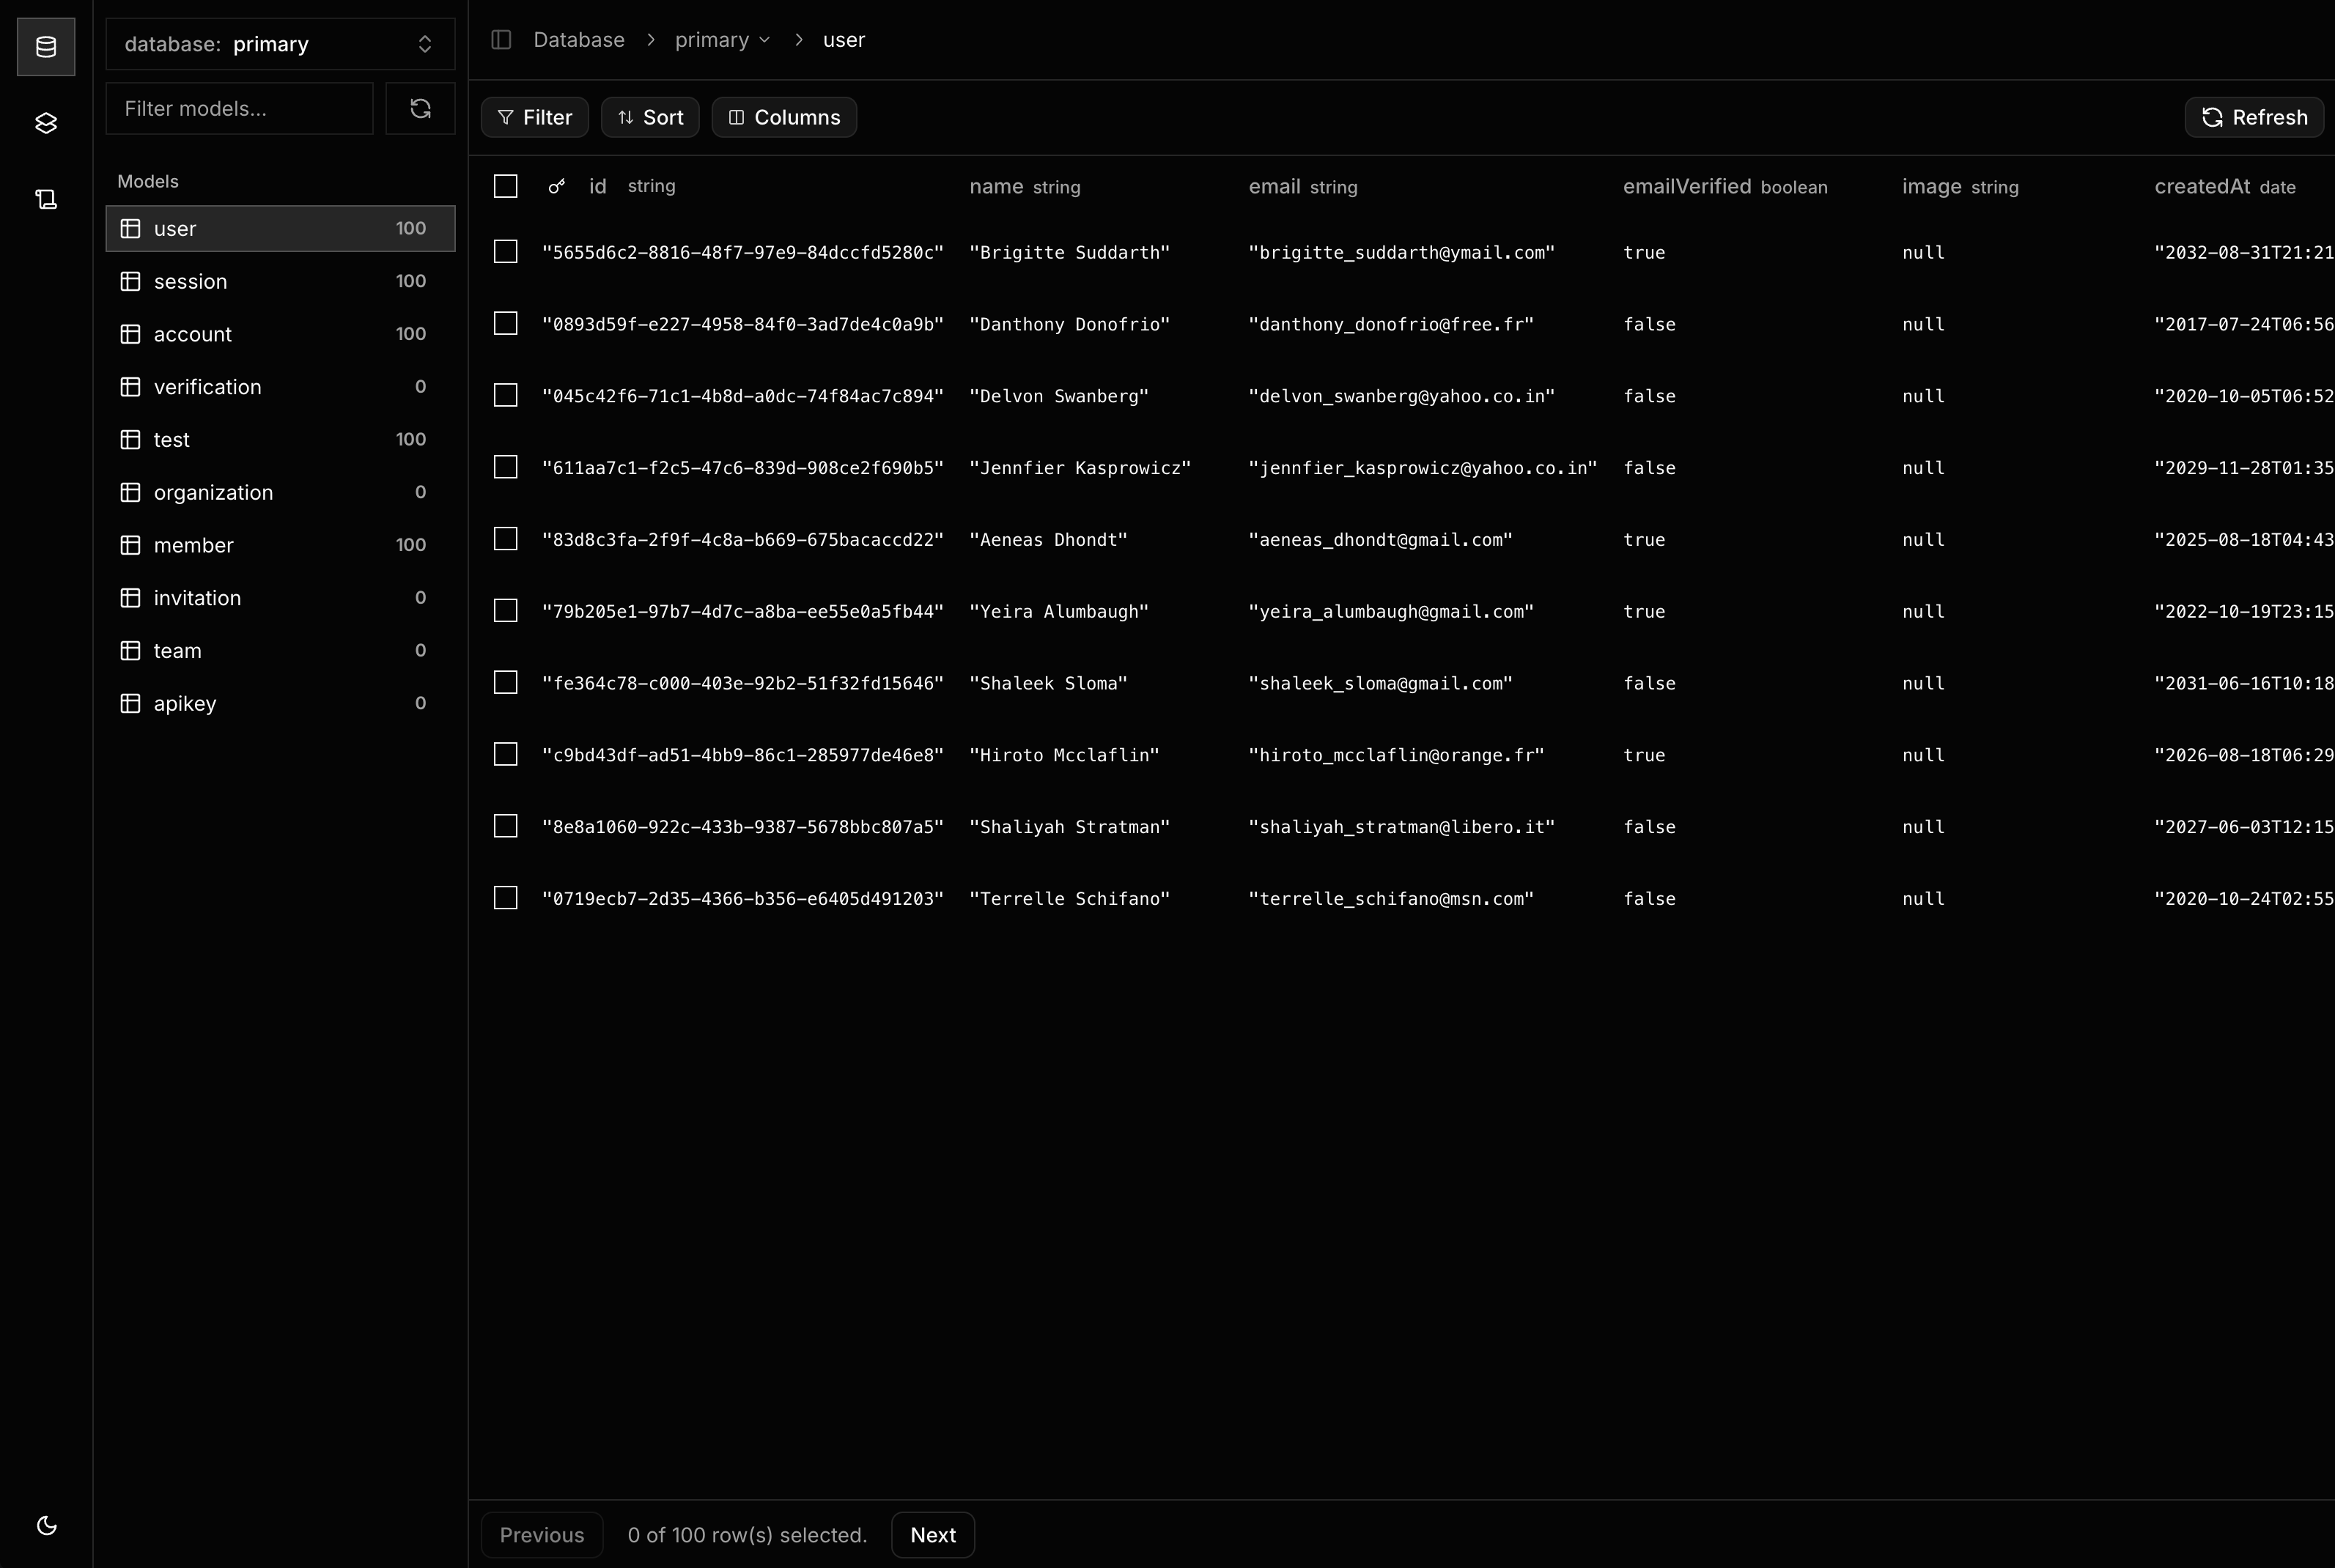 database: primary
Filter models...
Models
user 100
session 100
account 100
verification 0
test 100
organization 0
member 100
invitation 0
team 0
apikey 0
Database > primary > user
Filter Sort Columns Refresh
id string name string email string emailVerified boolean image string createdAt date
"5655d6c2-8816-48f7-97e9-84dccfd5280c" "Brigitte Suddarth" "brigitte_suddarth@ymail.com" true null "2032-08-31T21:21
"0893d59f-e227-4958-84f0-3ad7de4c0a9b" "Danthony Donofrio" "danthony_donofrio@free.fr" false null "2017-07-24T06:56
"045c42f6-71c1-4b8d-a0dc-74f84ac7c894" "Delvon Swanberg" "delvon_swanberg@yahoo.co.in" false null "2020-10-05T06:52
"611aa7c1-f2c5-47c6-839d-908ce2f690b5" "Jennfier Kasprowicz" "jennfier_kasprowicz@yahoo.co.in" false null "2029-11-28T01:35
"83d8c3fa-2f9f-4c8a-b669-675bacaccd22" "Aeneas Dhondt" "aeneas_dhondt@gmail.com" true null "2025-08-18T04:43
"79b205e1-97b7-4d7c-a8ba-ee55e0a5fb44" "Yeira Alumbaugh" "yeira_alumbaugh@gmail.com" true null "2022-10-19T23:15
"fe364c78-c000-403e-92b2-51f32fd15646" "Shaleek Sloma" "shaleek_sloma@gmail.com" false null "2031-06-16T10:18
"c9bd43df-ad51-4bb9-86c1-285977de46e8" "Hiroto Mcclaflin" "hiroto_mcclaflin@orange.fr" true null "2026-08-18T06:29
"8e8a1060-922c-433b-9387-5678bbc807a5" "Shaliyah Stratman" "shaliyah_stratman@libero.it" false null "2027-06-03T12:15
"0719ecb7-2d35-4366-b356-e6405d491203" "Terrelle Schifano" "terrelle_schifano@msn.com" false null "2020-10-24T02:55
Previous 0 of 100 row(s) selected. Next